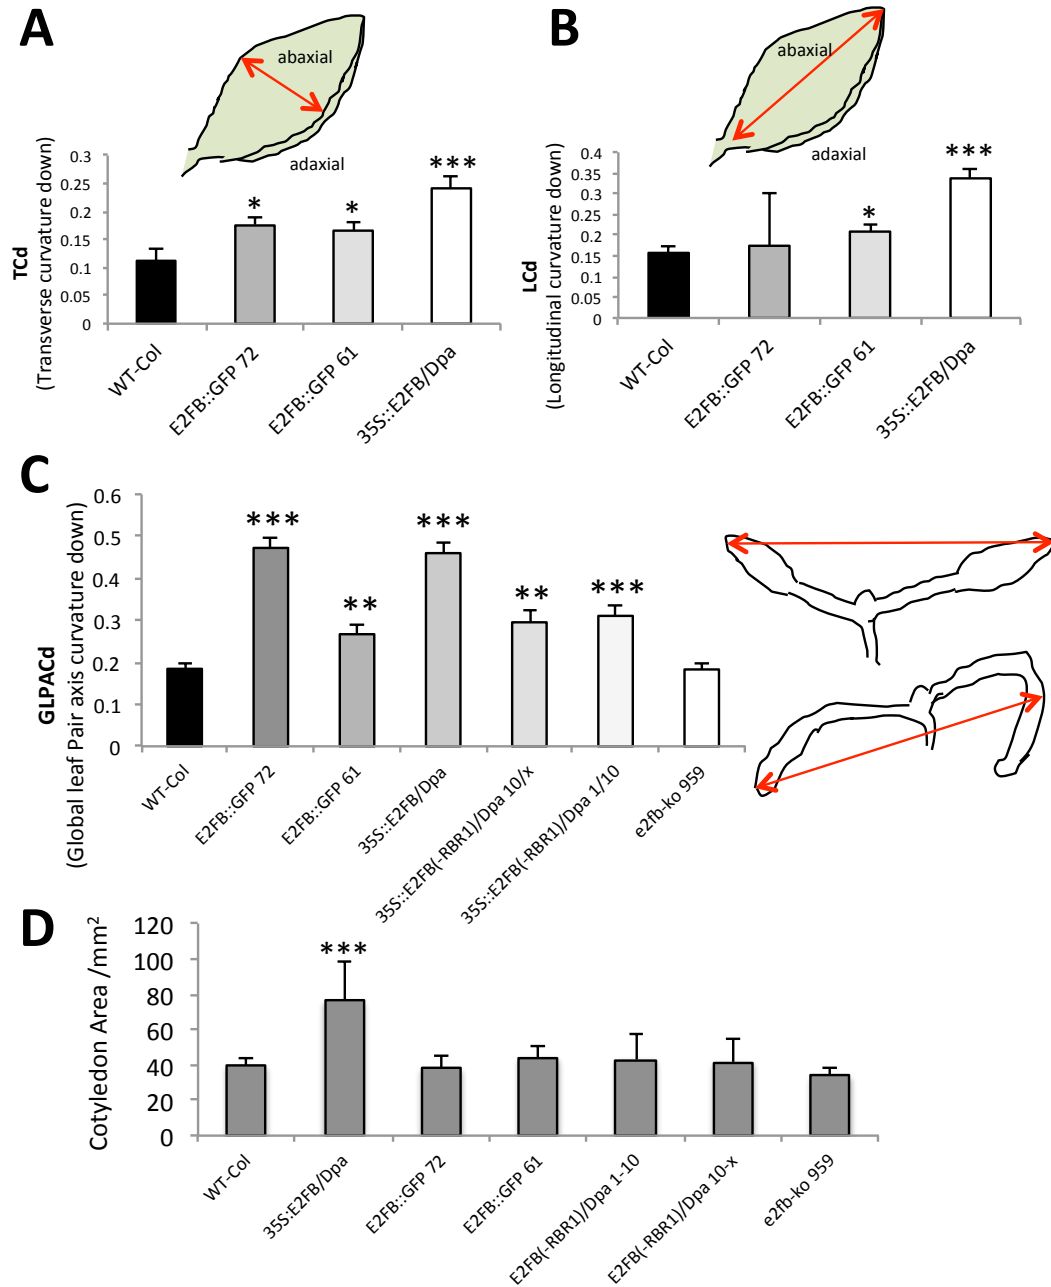 A
abaxial
adaxial
TCd
(Transverse curvature down)
0.3
0.25
0.2
0.15
0.1
0.05
0
*
*
***
WT-Col
E2FB::GFP 72
E2FB::GFP 61
35S::E2FB/Dpa
B
abaxial
adaxial
LCd
(Longitudinal curvature down)
0.4
0.35
0.3
0.25
0.2
0.15
0.1
0.05
0
*
***
WT-Col
E2FB::GFP 72
E2FB::GFP 61
35S::E2FB/Dpa
C
GLPACd
(Global leaf Pair axis curvature down)
0.6
0.5
0.4
0.3
0.2
0.1
0
***
**
***
**
***
WT-Col
E2FB::GFP 72
E2FB::GFP 61
35S::E2FB/Dpa
35S::E2FB(-RBR1)/Dpa 10/x
35S::E2FB(-RBR1)/Dpa 1/10
e2fb-ko 959
D
Cotyledon Area /mm²
120
100
80
60
40
20
0
***
WT-Col
35S:E2FB/Dpa
E2FB::GFP 72
E2FB::GFP 61
E2FB(-RBR1)/Dpa 1-10
E2FB(-RBR1)/Dpa 10-x
e2fb-ko 959